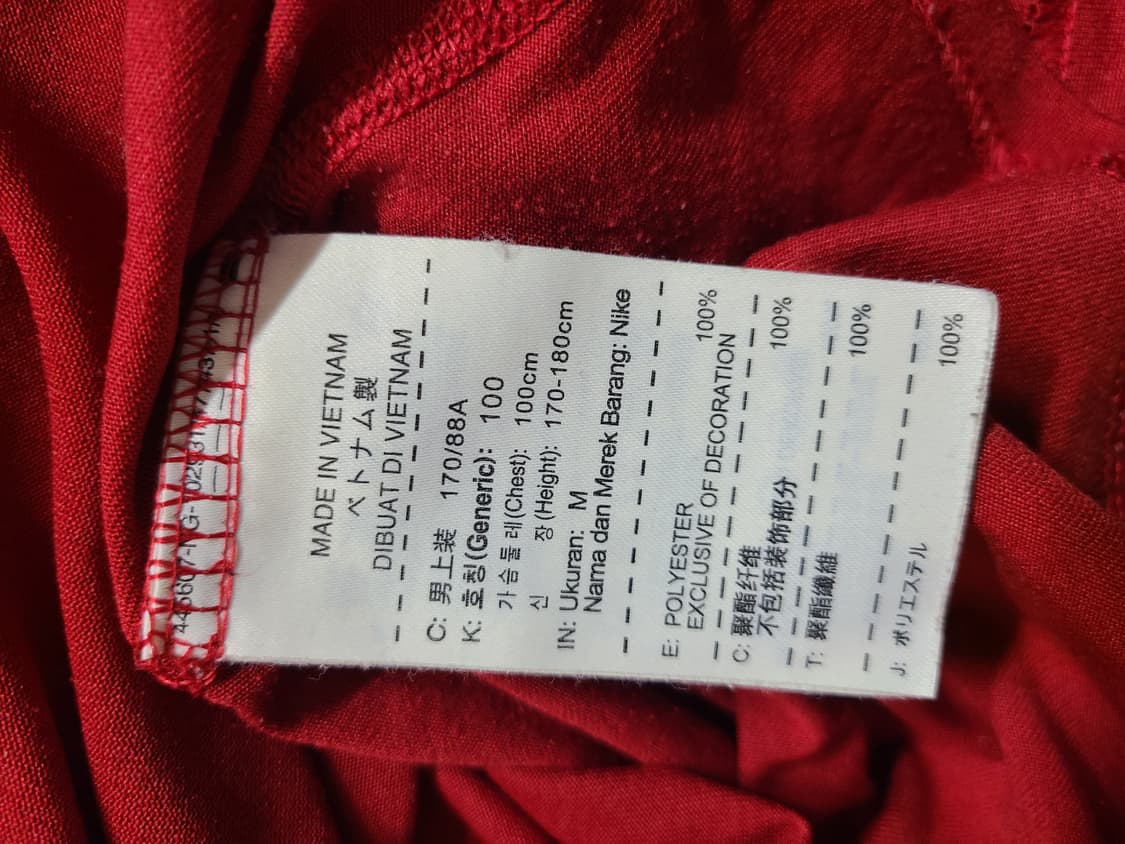 MADE IN VIETNAM
ベトナム製
DIBUAT DI VIETNAM
C: 男上装 170/88A
K: 호칭(Generic): 100
가슴둘레(Chest): 100cm
신 장(Height): 170-180cm
IN: Ukuran: M
Nama dan Merek Barang: Nike
E: POLYESTER 100%
EXCLUSIVE OF DECORATION
C: 聚酯纤维 100%
不包括装饰部分
T: 聚酯纖維 100%
J: ポリエステル 100%